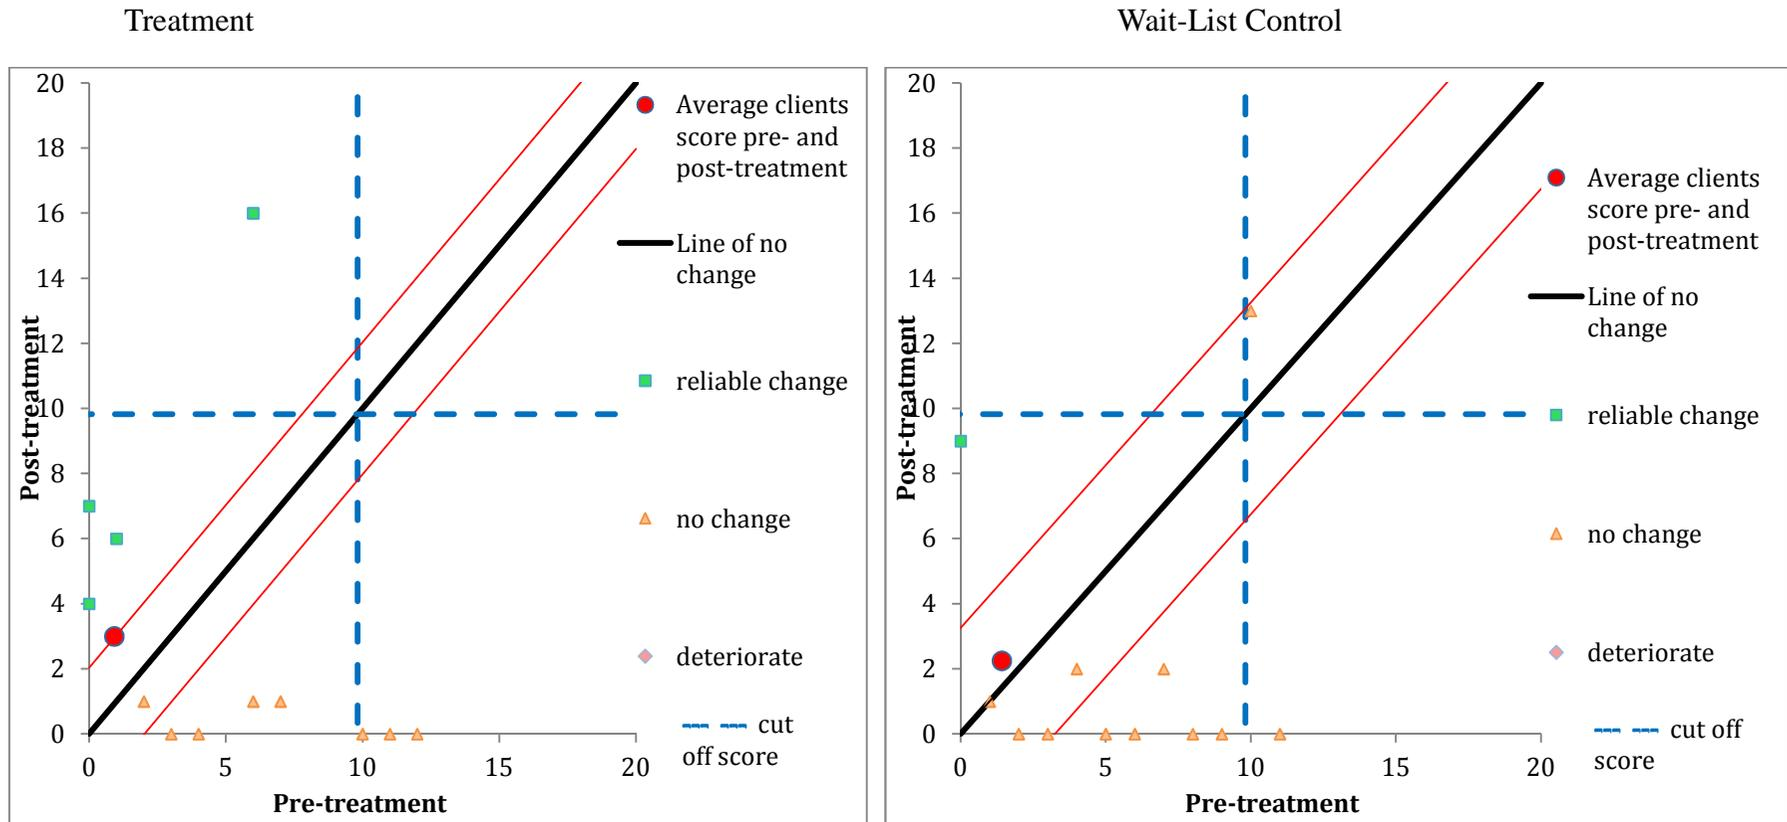 Treatment
Wait-List Control
20
18
16
14
12
10
8
6
4
2
0
0
5
10
15
20
Post-treatment
Pre-treatment
Average clients
score pre- and
post-treatment
Line of no
change
reliable change
no change
deteriorate
cut
off score
20
18
16
14
12
10
8
6
4
2
0
0
5
10
15
20
Post-treatment
Pre-treatment
Average clients
score pre- and
post-treatment
Line of no
change
reliable change
no change
deteriorate
cut off
score